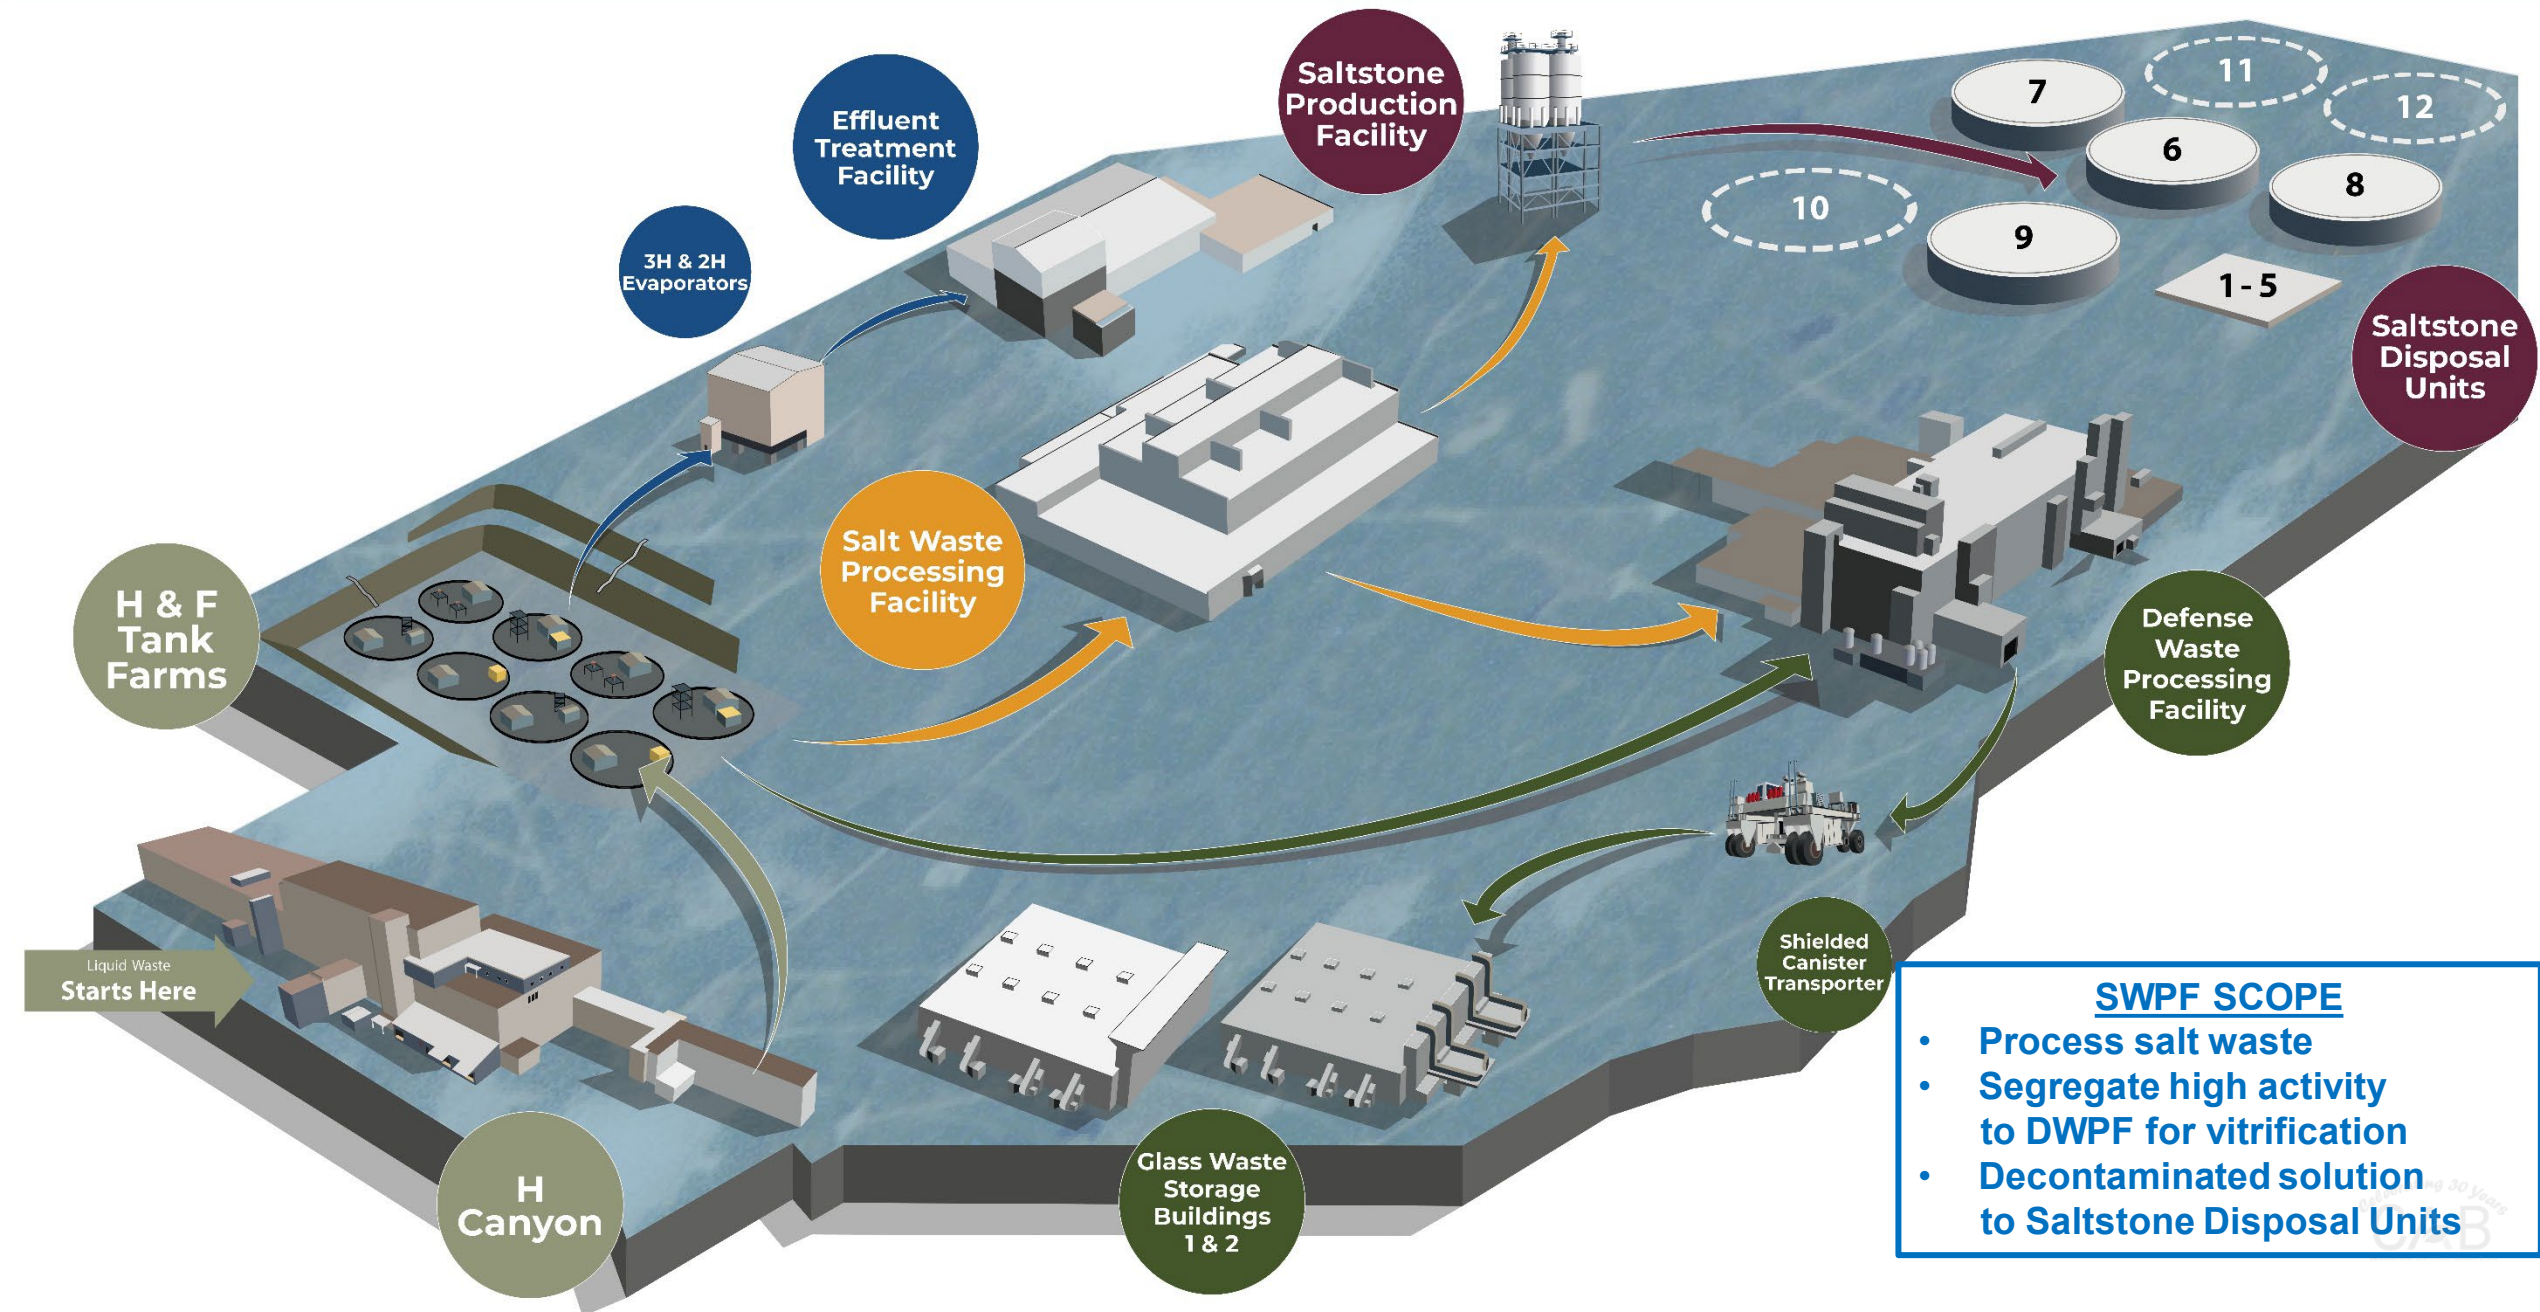 Saltstone
Production
Facility
Effluent
Treatment
Facility
3H & 2H
Evaporators
7
11
12
6
8
10
9
1 - 5
Saltstone
Disposal
Units
Salt Waste
Processing
Facility
H & F
Tank
Farms
Defense
Waste
Processing
Facility
Liquid Waste
Starts Here
Shielded
Canister
Transporter
H
Canyon
Glass Waste
Storage
Buildings
1 & 2
SWPF SCOPE
• Process salt waste
• Segregate high activity
to DWPF for vitrification
• Decontaminated solution
to Saltstone Disposal Units
30 Years
CAB